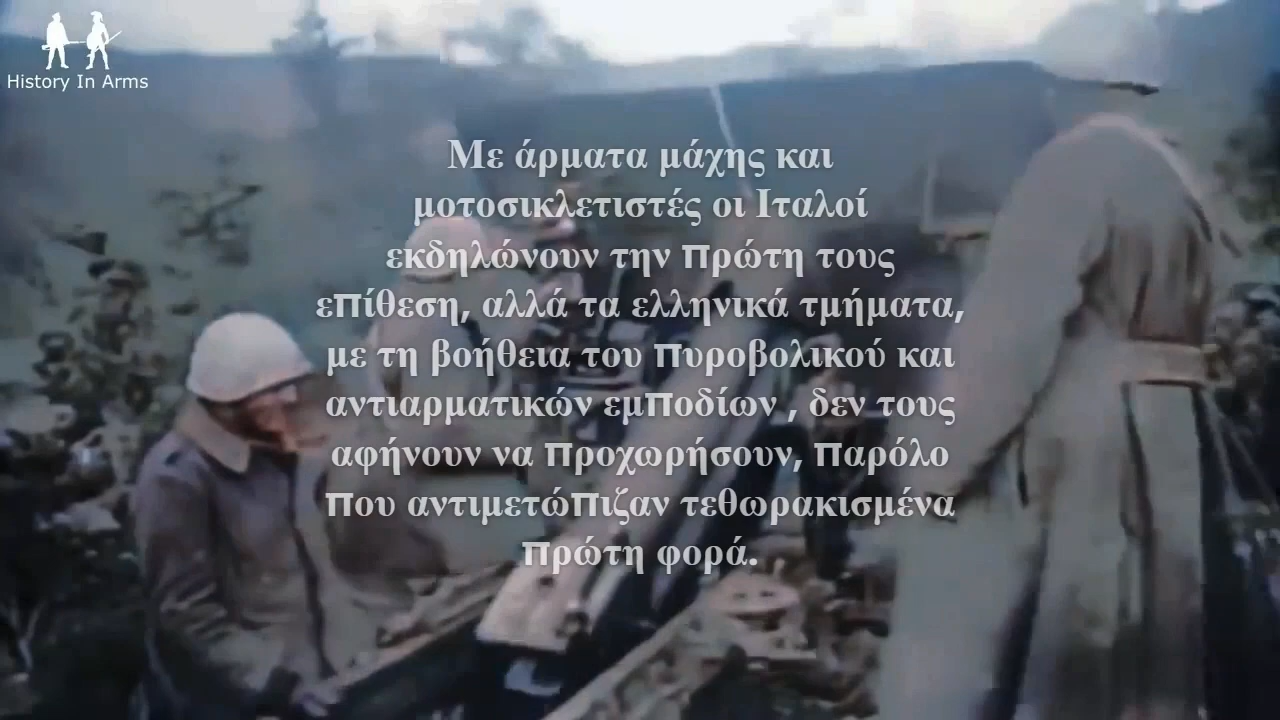 History In Arms
Με άρματα μάχης και
μοτοσικλετιστές οι Ιταλοί
εκδηλώνουν την πρώτη τους
επίθεση, αλλά τα ελληνικά τμήματα,
με τη βοήθεια του πυροβολικού και
αντιαρματικών εμποδίων , δεν τους
αφήνουν να προχωρήσουν, παρόλο
που αντιμετώπιζαν τεθωρακισμένα
πρώτη φορά.